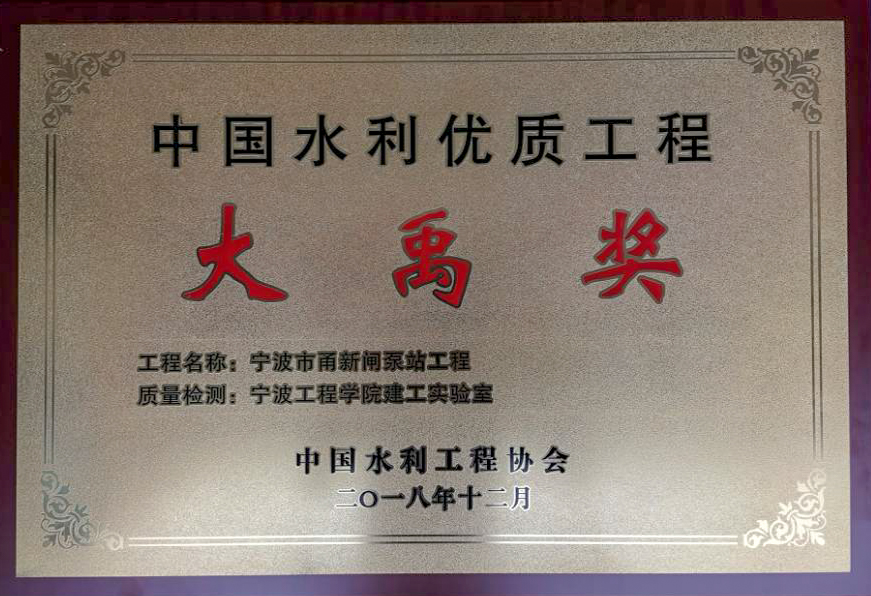 中国水利优质工程
大禹奖
工程名称：宁波市甬新闸泵站工程
质量检测：宁波工程学院建工实验室
中国水利工程协会
二〇一八年十二月